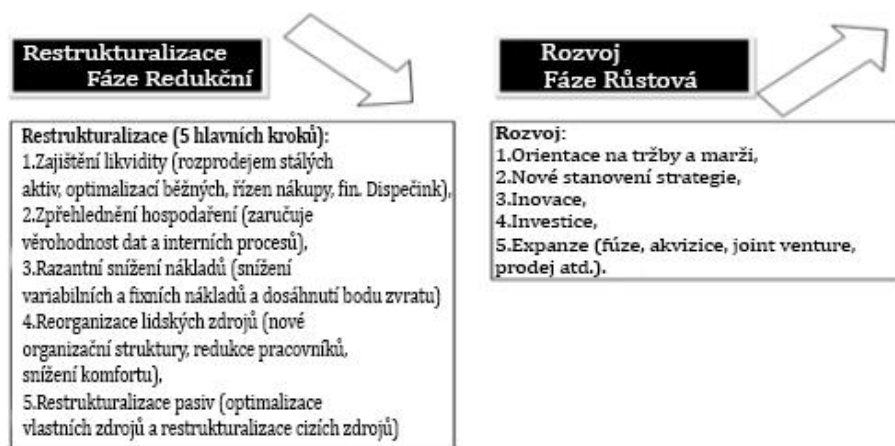 Restrukturalizace
Fáze Redukční
Restrukturalizace (5 hlavních kroků):
1.Zajištění likvidity (rozprodejem stálých
aktiv, optimalizací běžných, řízen nákupy, fin. Dispečink),
2.Zpřehlednění hospodaření (zaručuje
věrohodnost dat a interních procesů),
3.Razantní snížení nákladů (snížení
variabilních a fixních nákladů a dosáhnutí bodu zvratu)
4.Reorganizace lidských zdrojů (nové
organizační struktury, redukce pracovníků,
snížení komfortu),
5.Restrukturalizace pasiv (optimalizace
vlastních zdrojů a restrukturalizace cizích zdrojů)
Rozvoj
Fáze Růstová
Rozvoj:
1.Orientace na tržby a marži,
2.Nové stanovení strategie,
3.Inovace,
4.Investice,
5.Expanze (fúze, akvizice, joint venture,
prodej atd.).